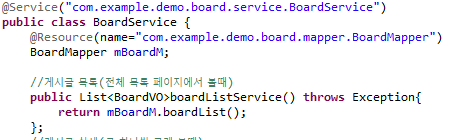 @Service("com.example.demo.board.service.BoardService")
public class BoardService {
@Resource(name="com.example.demo.board.mapper.BoardMapper")
BoardMapper mBoardM;
//게시글 목록(전체 목록 페이지에서 볼때)
public List<BoardVO>boardListService() throws Exception{
return mBoardM.boardList();
};